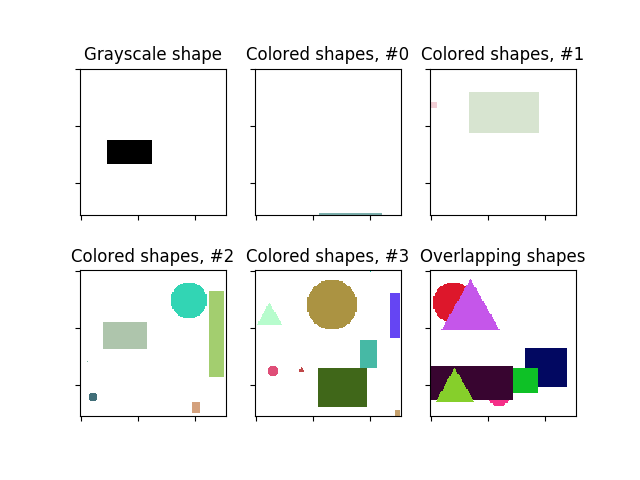 Grayscale shape
Colored shapes, #0
Colored shapes, #1
Colored shapes, #2
Colored shapes, #3
Overlapping shapes